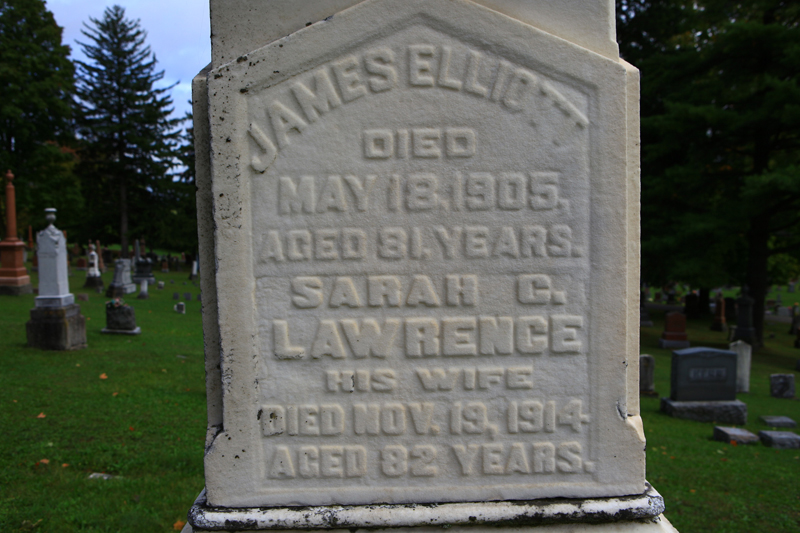 JAMES ELLIOTT
DIED
MAY 18, 1905.
AGED 81, YEARS.
SARAH C.
LAWRENCE
HIS WIFE
DIED NOV. 19, 1914.
AGED 82 YEARS.